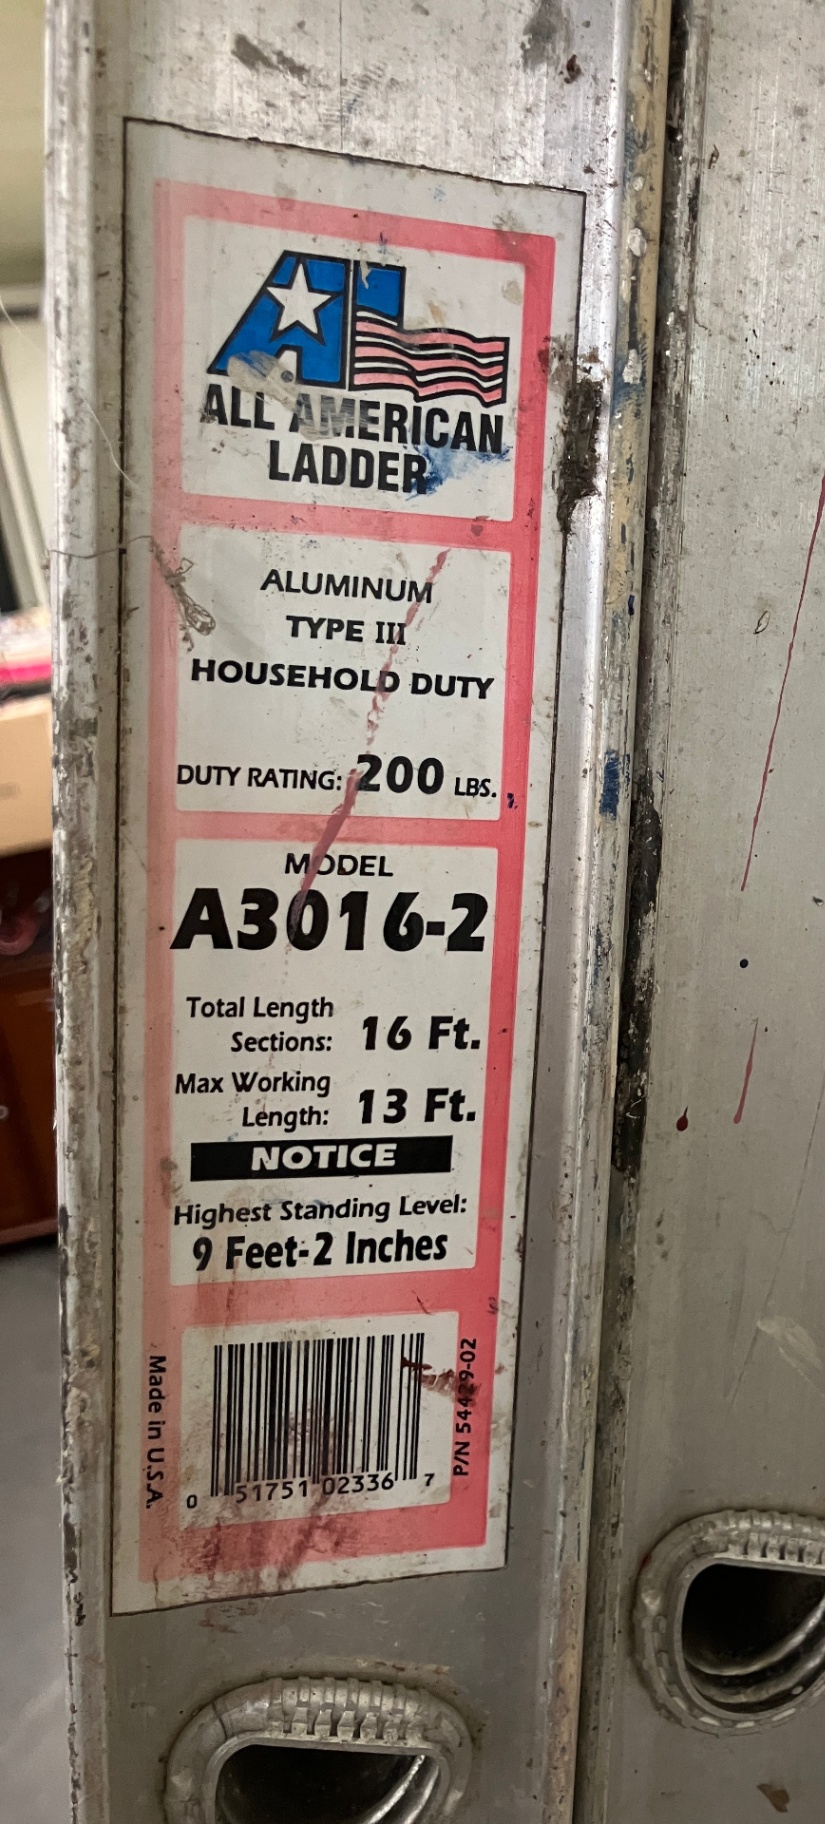 ALL AMERICAN
LADDER
ALUMINUM
TYPE III
HOUSEHOLD DUTY
DUTY RATING: 200 LBS.
MODEL
A3016-2
Total Length
Sections: 16 Ft.
Max Working
Length: 13 Ft.
NOTICE
Highest Standing Level:
9 Feet-2 Inches
Made in U.S.A.
0 51751 02336 7
P/N 54429-02